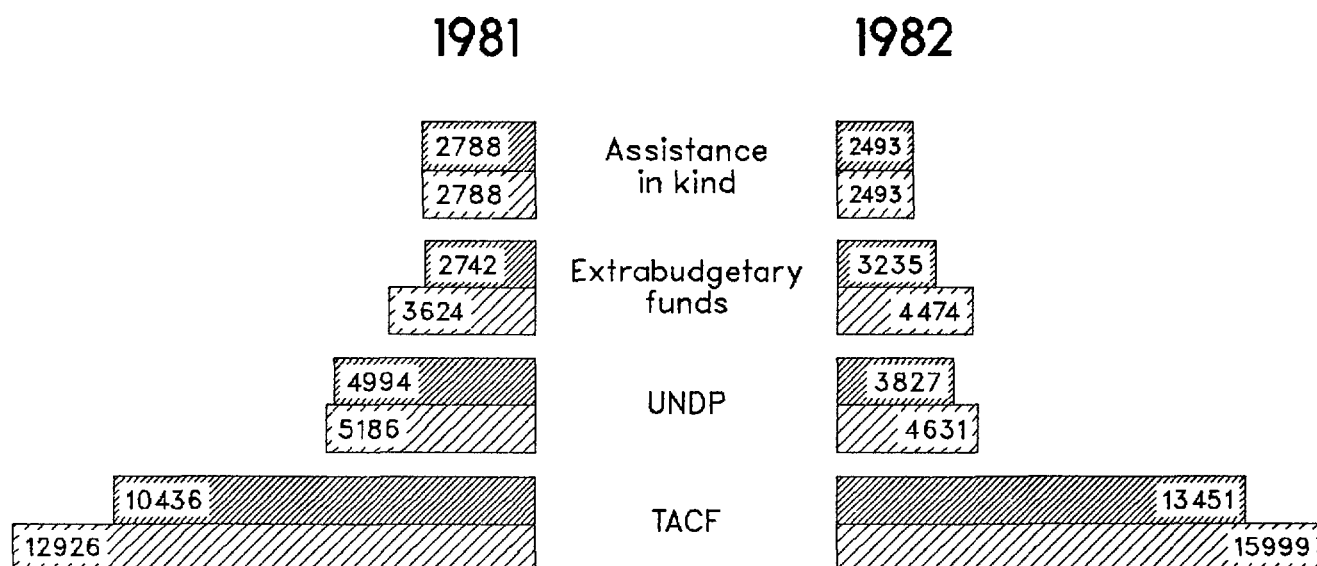 1981 1982
2788 Assistance 2493
2788 in kind 2493
2742 Extrabudgetary 3235
3624 funds 4474
4994 3827
UNDP
5186 4631
10436 13451
TACF
12926 15999